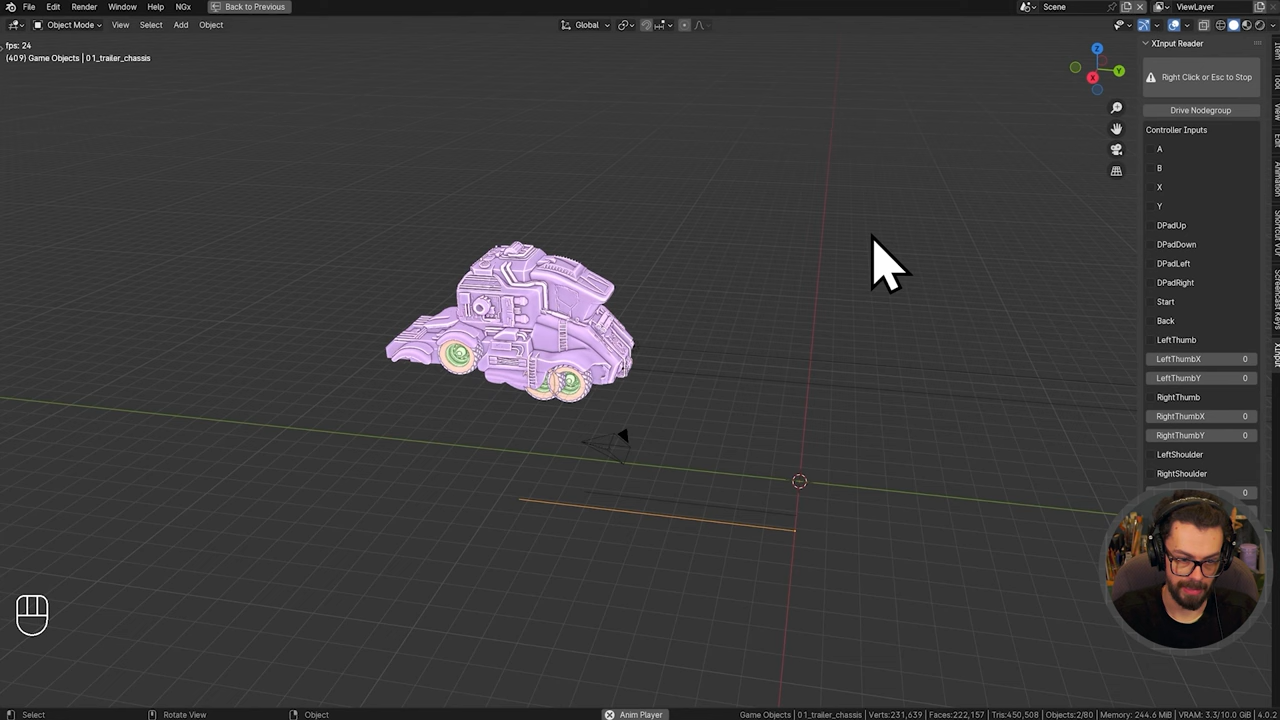 File Edit Render Window Help NGx Back to Previous Scene ViewLayer
Object Mode View Select Add Object Global
fps: 24
(409) Game Objects | 01_trailer_chassis
Z
Y
X
XInput Reader
Right Click or Esc to Stop
Drive Nodegroup
Controller Inputs
A
B
X
Y
DPadUp
DPadDown
DPadLeft
DPadRight
Start
Back
LeftThumb
LeftThumbX 0
LeftThumbY 0
RightThumb
RightThumbX 0
RightThumbY 0
LeftShoulder
RightShoulder
0
Select Rotate View Object Anim Player Game Objects | 01_trailer_chassis | Verts:231,639 | Faces:222,157 | Tris:450,508 | Objects:2/80 | Memory: 244.6 MiB | VRAM: 3.3/10.0 GiB | 4.0.2